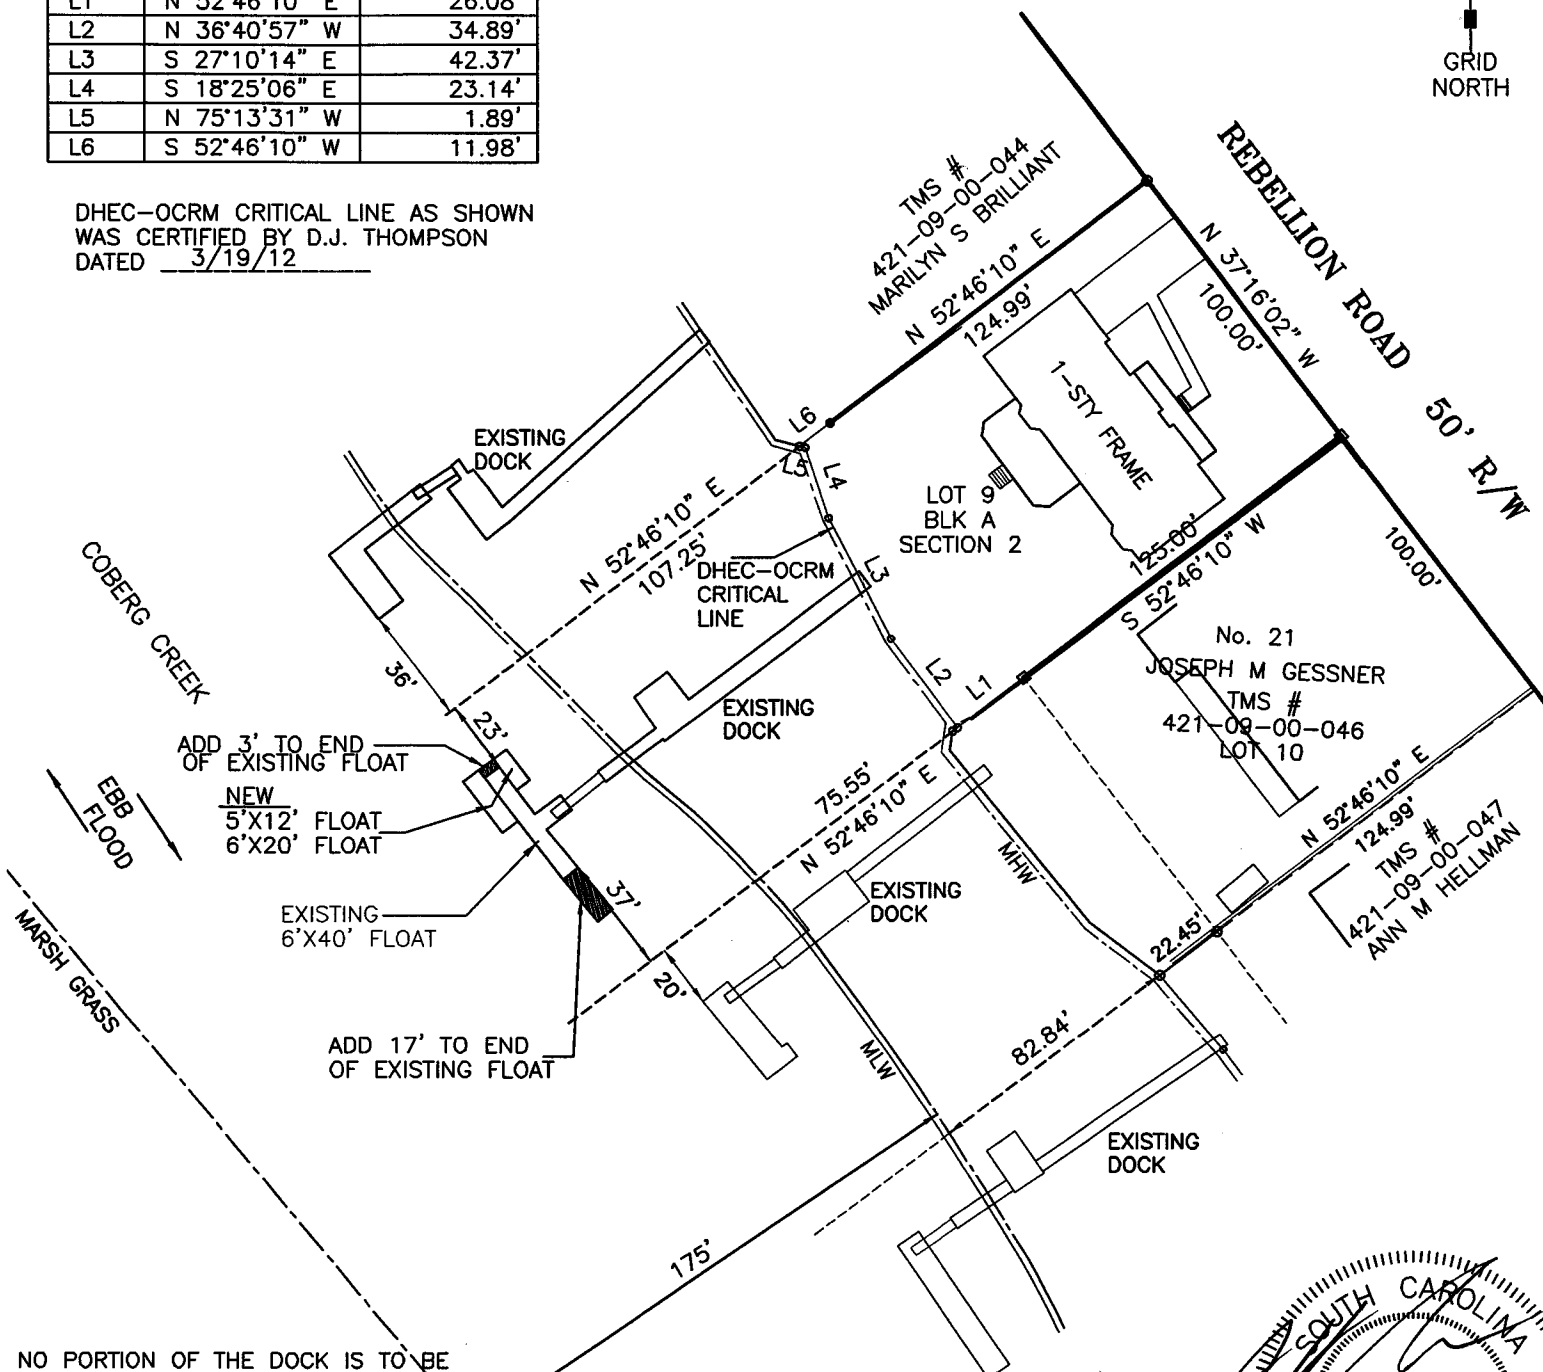 L1 N 52°46'10" E 26.08'
L2 N 36°40'57" W 34.89'
L3 S 27°10'14" E 42.37'
L4 S 18°25'06" E 23.14'
L5 N 75°13'31" W 1.89'
L6 S 52°46'10" W 11.98'
GRID
NORTH
DHEC-OCRM CRITICAL LINE AS SHOWN
WAS CERTIFIED BY D.J. THOMPSON
DATED 3/19/12
TMS #
421-09-00-044
MARILYN S BRILLIANT
N 52°46'10" E
124.99'
REBELLION ROAD 50' R/W
N 37°16'02" W
100.00'
1-STY FRAME
LOT 9
BLK A
SECTION 2
125.00'
S 52°46'10" W
100.00'
EXISTING
DOCK
L6
L5
L4
L3
L2
L1
N 52°46'10" E
107.25'
DHEC-OCRM
CRITICAL
LINE
COBERG CREEK
36'
23'
EXISTING
DOCK
No. 21
JOSEPH M GESSNER
TMS #
421-09-00-046
LOT 10
ADD 3' TO END
OF EXISTING FLOAT
NEW
5'X12' FLOAT
6'X20' FLOAT
EBB
FLOOD
75.55'
N 52°46'10" E
N 52°46'10" E
124.99'
TMS #
421-09-00-047
ANN M HELLMAN
MHW
EXISTING
DOCK
37'
EXISTING
6'X40' FLOAT
MARSH GRASS
22.45'
20'
ADD 17' TO END
OF EXISTING FLOAT
82.84'
MLW
EXISTING
DOCK
175'
SOUTH CAROLINA
NO PORTION OF THE DOCK IS TO BE